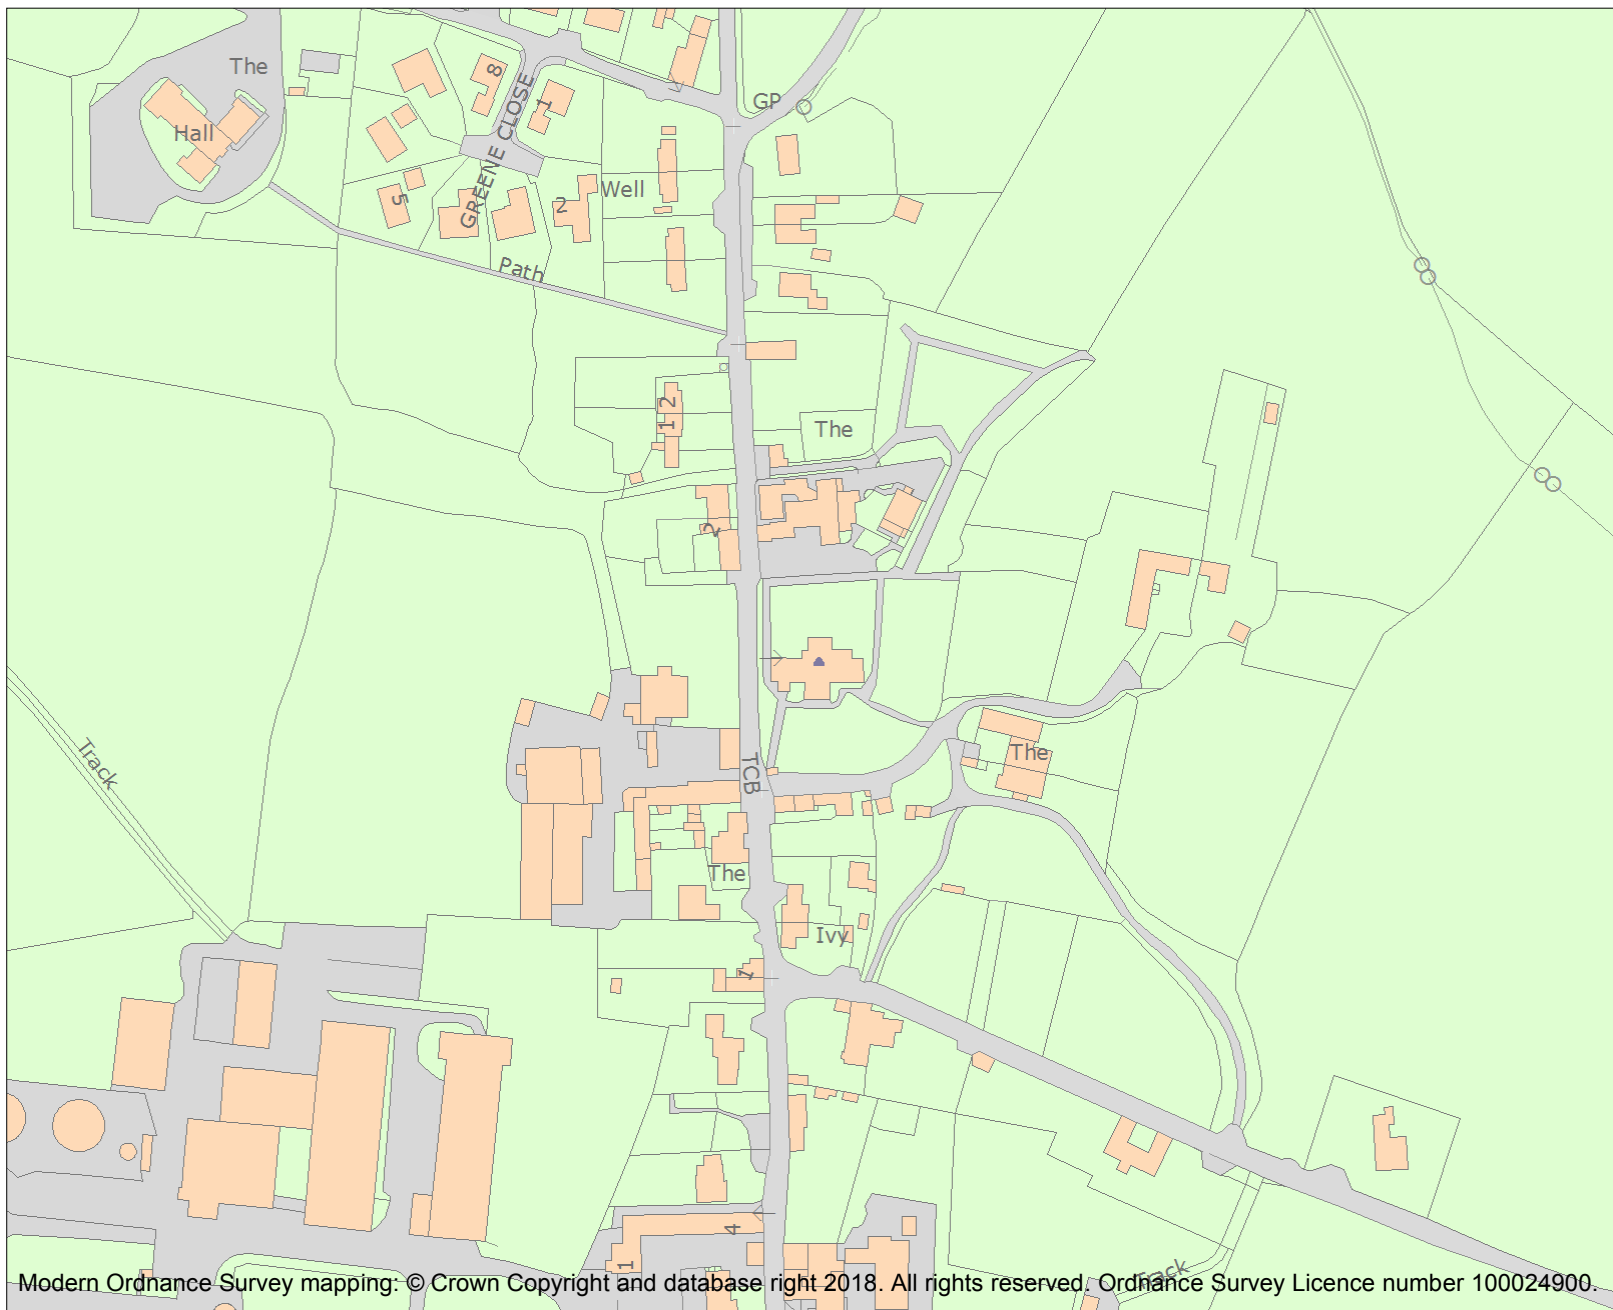 The
Hall
8
1
GREENE CLOSE
GP
5
2
Well
Path
2
1
The
2
Track
TCB
The
The
Ivy
1
4
1
Track
Modern Ordnance Survey mapping: © Crown Copyright and database right 2018. All rights reserved. Ordnance Survey Licence number 100024900.